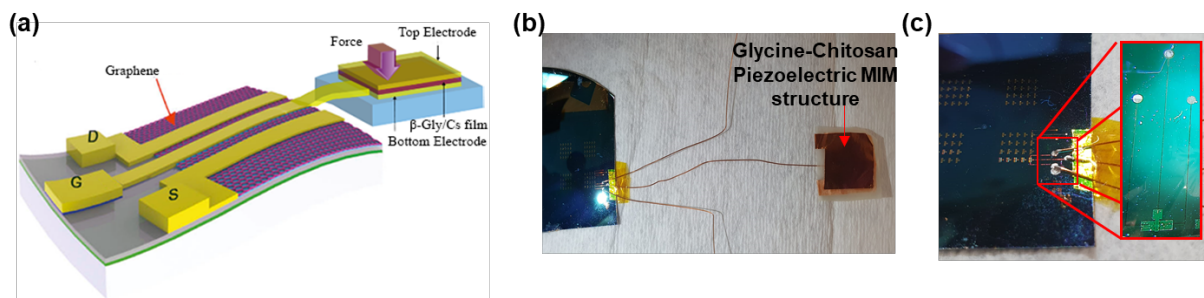 (a)
Force
Top Electrode
Graphene
β-Gly/Cs film
Bottom Electrode
D
G
S
(b)
Glycine-Chitosan
Piezoelectric MIM
structure
(c)